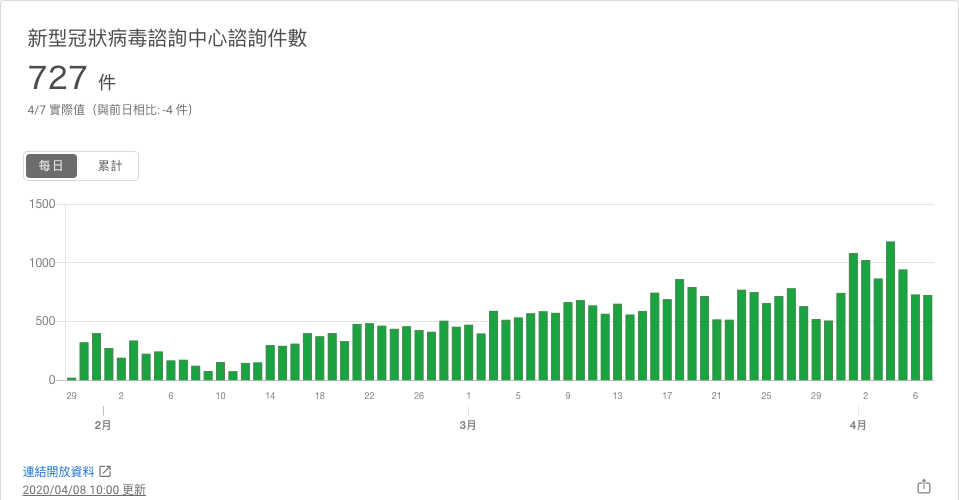 新型冠狀病毒諮詢中心諮詢件數
727 件
4/7 實際值（與前日相比: -4 件）
每日 累計
1500
1000
500
0
29 2 6 10 14 18 22 26 1 5 9 13 17 21 25 29 2 6
2月 3月 4月
連結開放資料
2020/04/08 10:00 更新